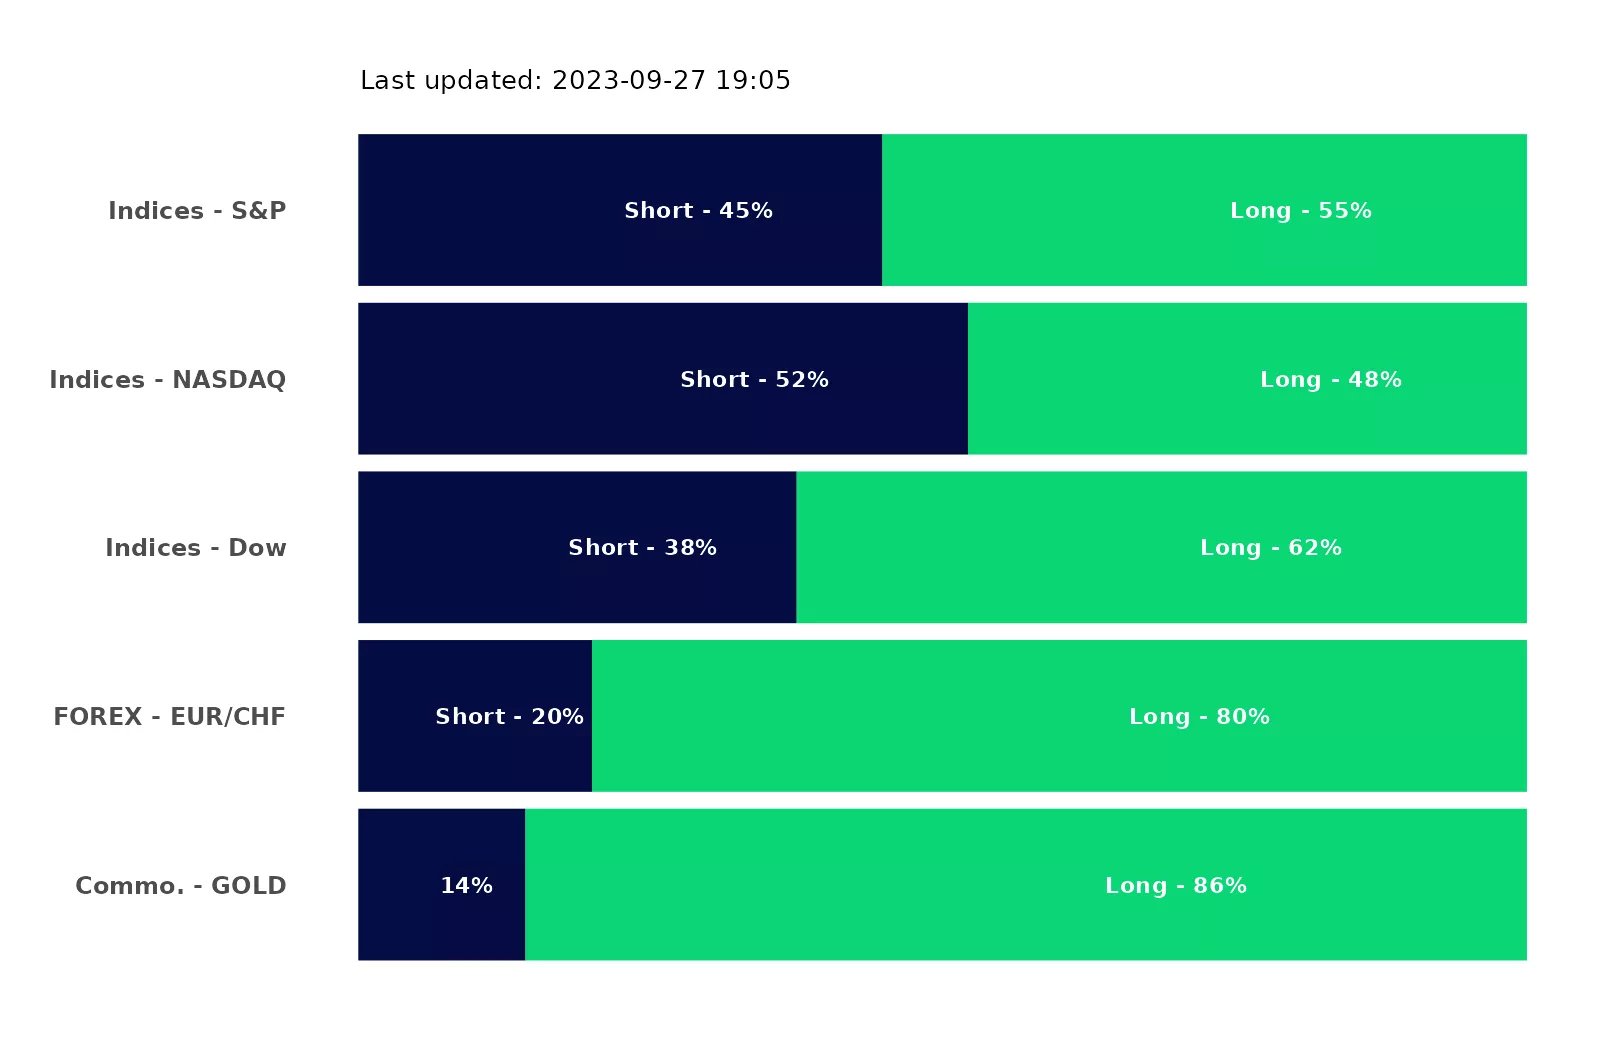 Last updated: 2023-09-27 19:05
Indices - S&P Short - 45% Long - 55%
Indices - NASDAQ Short - 52% Long - 48%
Indices - Dow Short - 38% Long - 62%
FOREX - EUR/CHF Short - 20% Long - 80%
Commo. - GOLD 14% Long - 86%